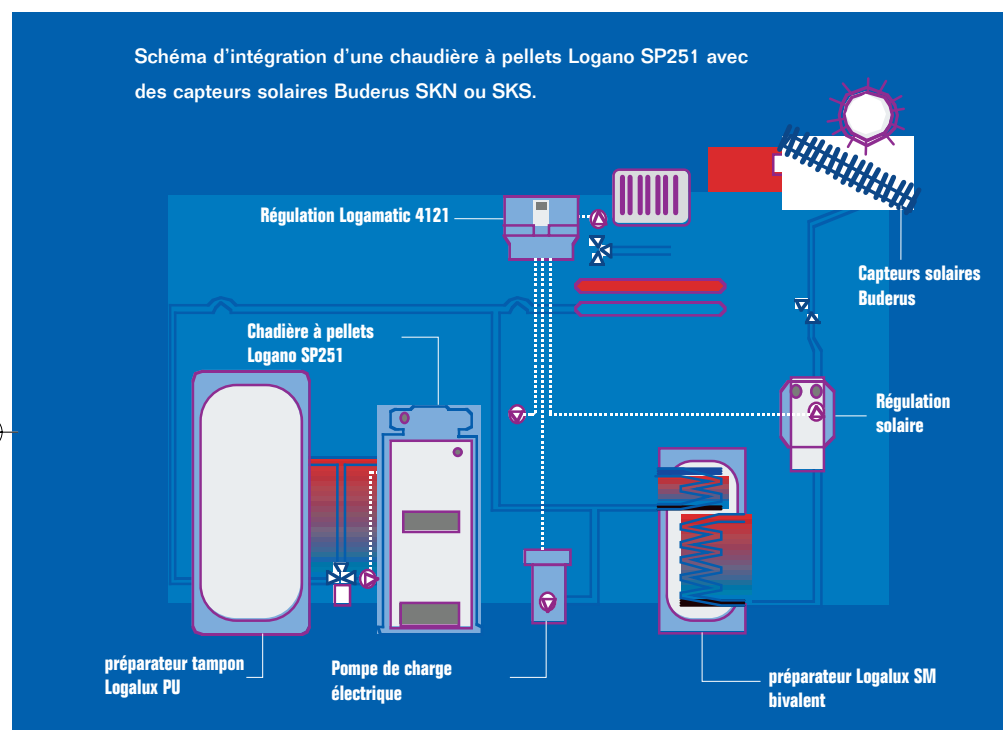 Schéma d'intégration d'une chaudière à pellets Logano SP251 avec
des capteurs solaires Buderus SKN ou SKS.
Régulation Logamatic 4121
Capteurs solaires
Buderus
Chadière à pellets
Logano SP251
Régulation
solaire
préparateur tampon
Logalux PU
Pompe de charge
électrique
préparateur Logalux SM
bivalent